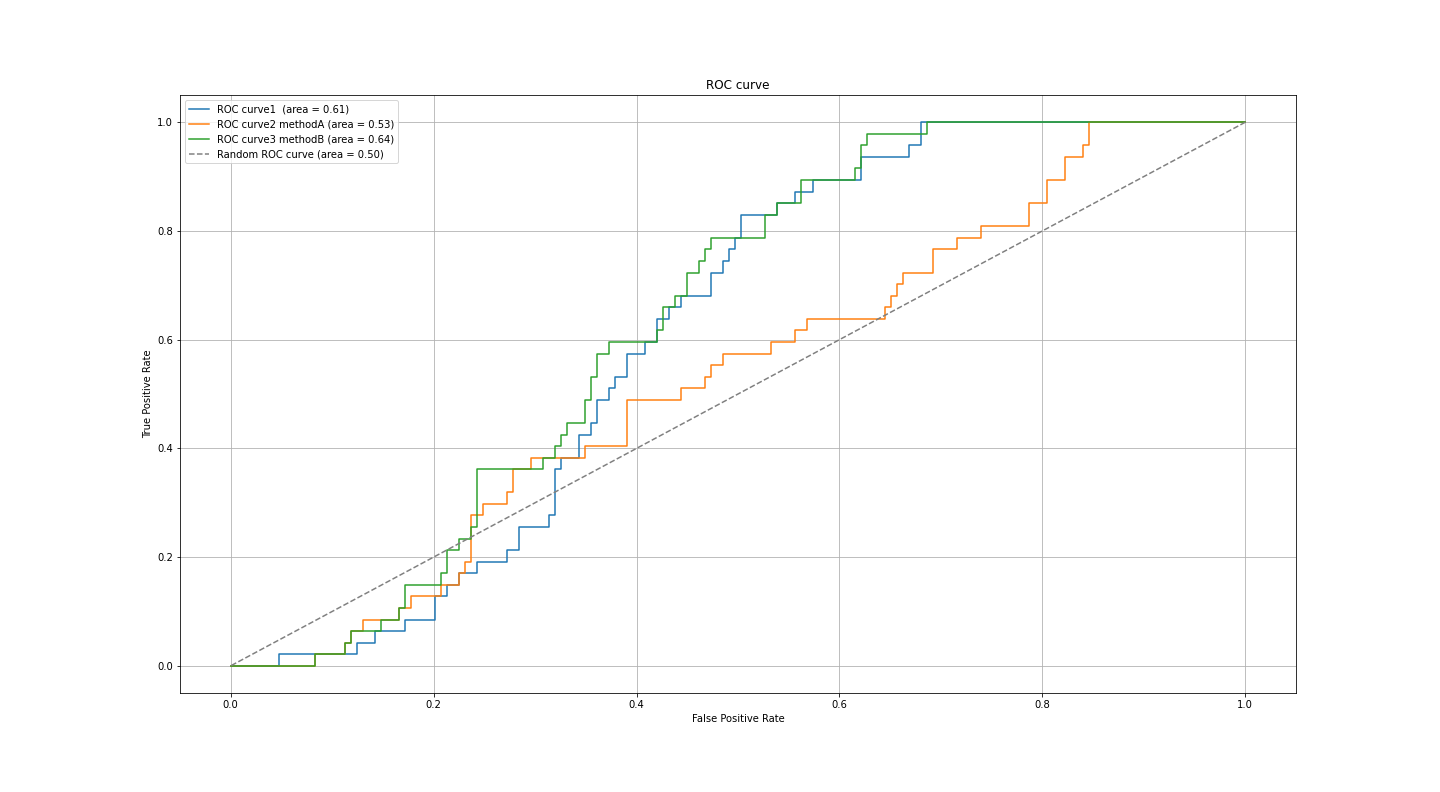 ROC curve
ROC curve1  (area = 0.61)
ROC curve2 methodA (area = 0.53)
ROC curve3 methodB (area = 0.64)
Random ROC curve (area = 0.50)
1.0
0.8
0.6
0.4
0.2
0.0
True Positive Rate
0.0 0.2 0.4 0.6 0.8 1.0
False Positive Rate